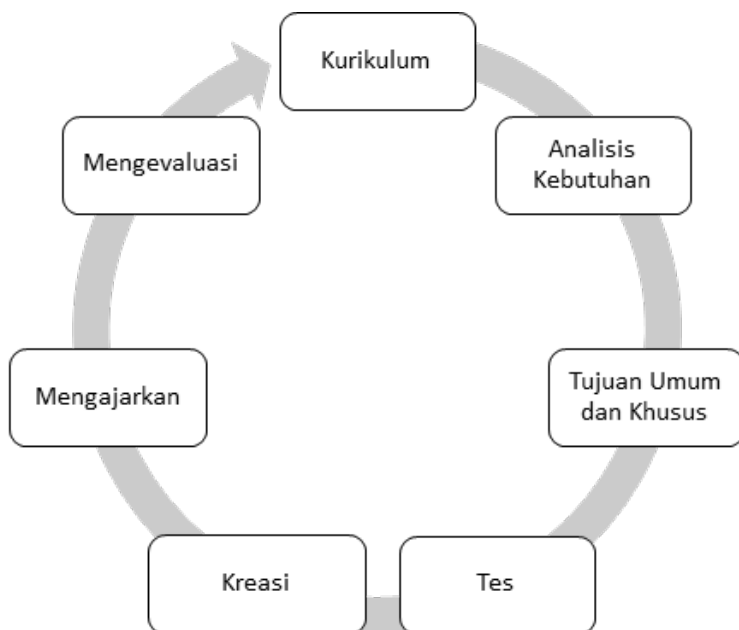 Kurikulum
Analisis
Kebutuhan
Tujuan Umum
dan Khusus
Tes
Kreasi
Mengajarkan
Mengevaluasi